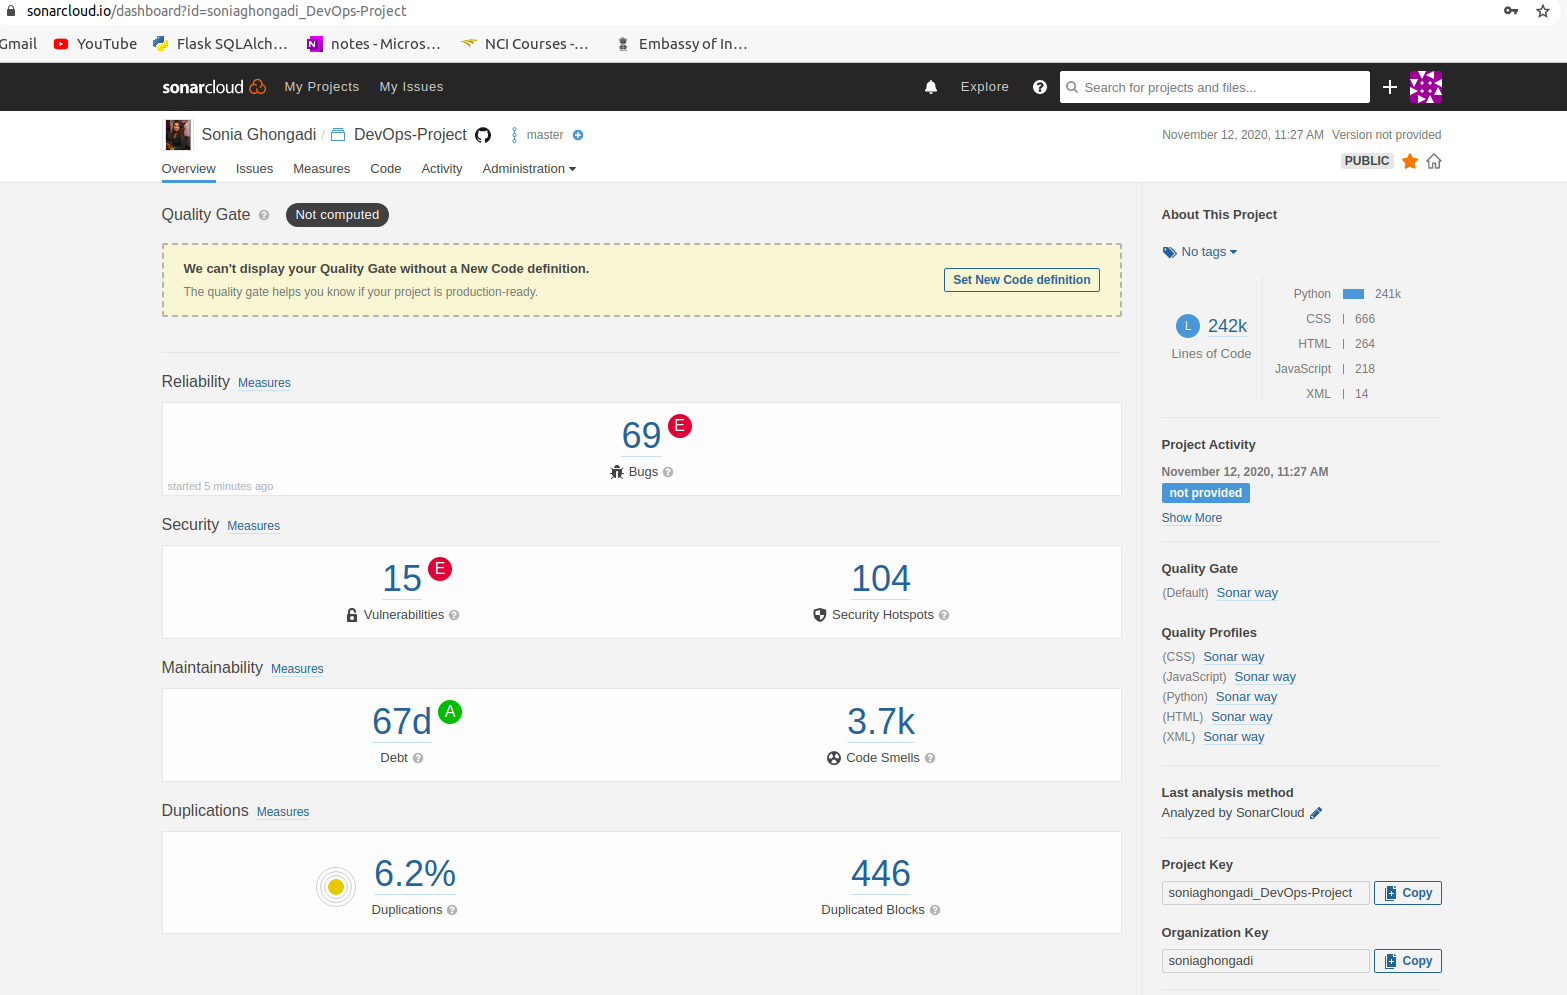 sonarcloud.io/dashboard?id=soniaghongadi_DevOps-Project
Gmail YouTube Flask SQLAlch... notes - Micros... NCI Courses -... Embassy of In...
sonarcloud My Projects My Issues Explore Search for projects and files...
Sonia Ghongadi / DevOps-Project master November 12, 2020, 11:27 AM Version not provided
PUBLIC
Overview Issues Measures Code Activity Administration
Quality Gate Not computed
We can't display your Quality Gate without a New Code definition.
The quality gate helps you know if your project is production-ready.
Set New Code definition
Reliability Measures
69 E
Bugs
started 5 minutes ago
Security Measures
15 E 104
Vulnerabilities Security Hotspots
Maintainability Measures
67d A 3.7k
Debt Code Smells
Duplications Measures
6.2% 446
Duplications Duplicated Blocks
About This Project
No tags
L 242k
Lines of Code
Python 241k
CSS 666
HTML 264
JavaScript 218
XML 14
Project Activity
November 12, 2020, 11:27 AM
not provided
Show More
Quality Gate
(Default) Sonar way
Quality Profiles
(CSS) Sonar way
(JavaScript) Sonar way
(Python) Sonar way
(HTML) Sonar way
(XML) Sonar way
Last analysis method
Analyzed by SonarCloud
Project Key
soniaghongadi_DevOps-Project Copy
Organization Key
soniaghongadi Copy